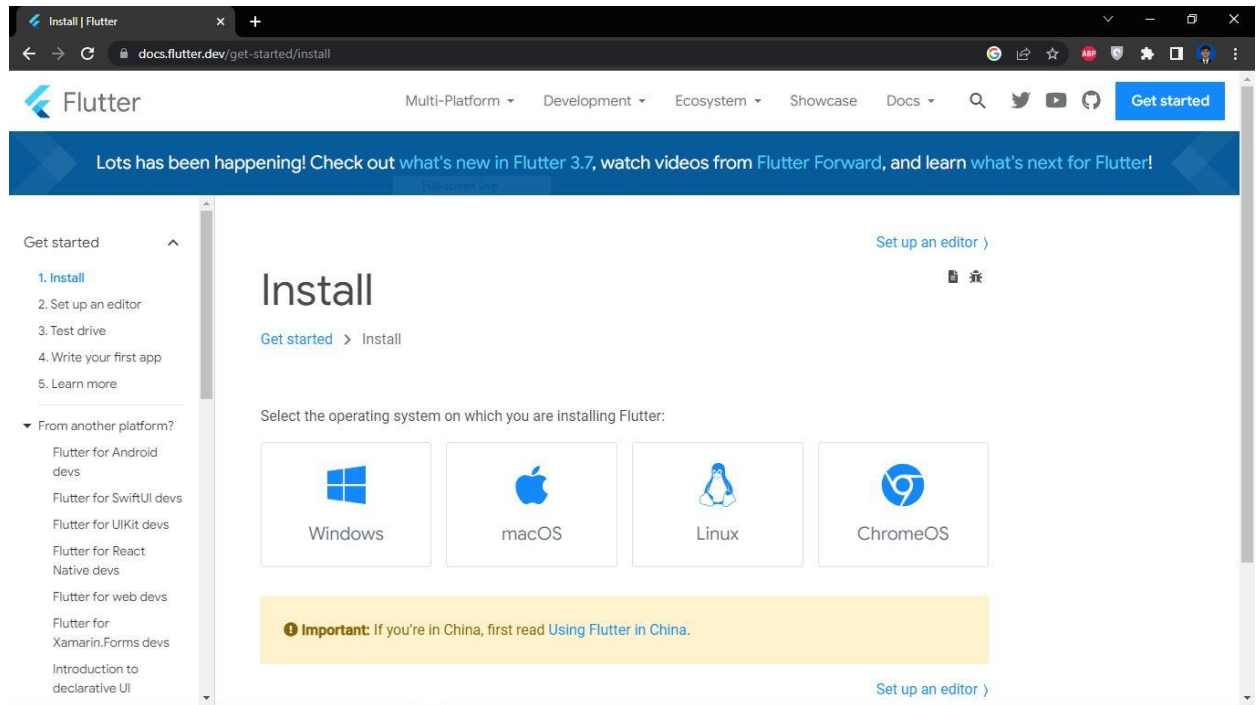 Install | Flutter
docs.flutter.dev/get-started/install
ABP
Flutter
Multi-Platform
Development
Ecosystem
Showcase
Docs
Get started
Lots has been happening! Check out what's new in Flutter 3.7, watch videos from Flutter Forward, and learn what's next for Flutter!
Full-screen Snip
Get started
1. Install
2. Set up an editor
3. Test drive
4. Write your first app
5. Learn more
From another platform?
Flutter for Android
devs
Flutter for SwiftUI devs
Flutter for UIKit devs
Flutter for React
Native devs
Flutter for web devs
Flutter for
Xamarin.Forms devs
Introduction to
declarative UI
Set up an editor
Install
Get started > Install
Select the operating system on which you are installing Flutter:
Windows
macOS
Linux
ChromeOS
Important: If you’re in China, first read Using Flutter in China.
Set up an editor